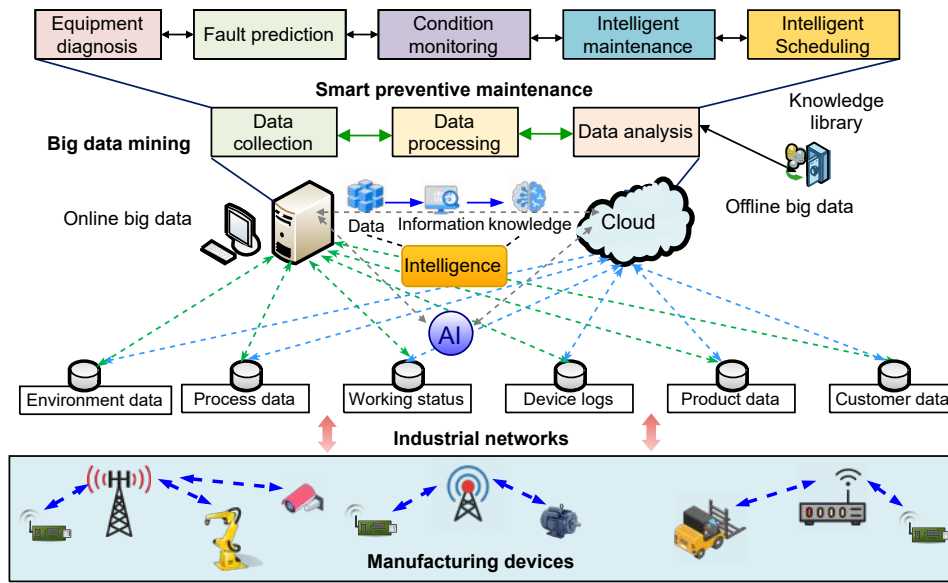 Equipment
diagnosis
Fault prediction
Condition
monitoring
Intelligent
maintenance
Intelligent
Scheduling
Smart preventive maintenance
Big data mining
Data
collection
Data
processing
Data analysis
Knowledge
library
Online big data
Data
Information
knowledge
Cloud
Offline big data
Intelligence
AI
Environment data
Process data
Working status
Device logs
Product data
Customer data
Industrial networks
0000
Manufacturing devices